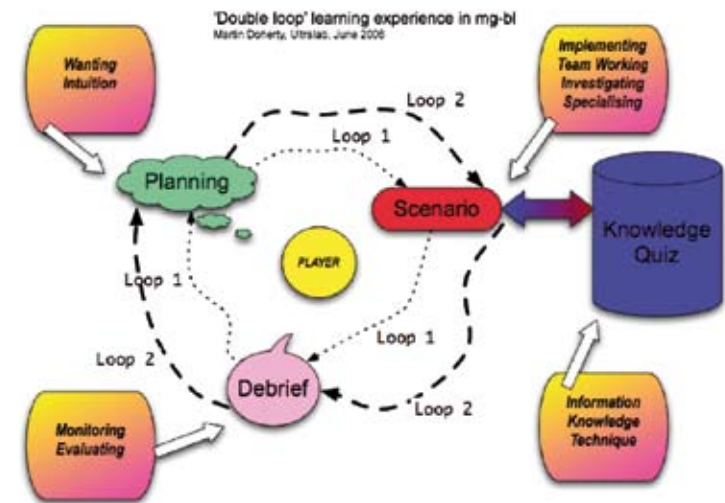 'Double loop' learning experience in mg-bl
Martin Doherty, Utrslab, June 2006
Wanting
Intuition
Implementing
Team Working
Investigating
Specialising
Loop 2
Loop 1
Planning
Scenario
Knowledge
Quiz
PLAYER
Loop 1
Loop 1
Loop 2
Debrief
Loop 2
Monitoring
Evaluating
Information
Knowledge
Technique